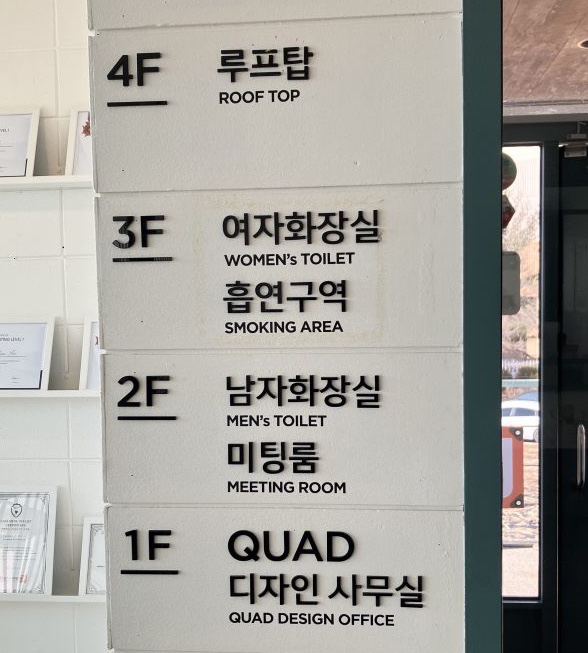 4F
루프탑
ROOF TOP
3F
여자화장실
WOMEN's TOILET
흡연구역
SMOKING AREA
2F
남자화장실
MEN's TOILET
미팅룸
MEETING ROOM
1F
QUAD
디자인 사무실
QUAD DESIGN OFFICE